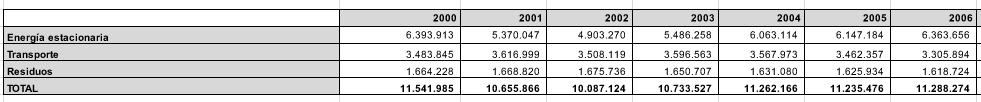 2000 2001 2002 2003 2004 2005 2006
Energía estacionaria 6.393.913 5.370.047 4.903.270 5.486.258 6.063.114 6.147.184 6.363.656
Transporte 3.483.845 3.616.999 3.508.119 3.596.563 3.567.973 3.462.357 3.305.894
Residuos 1.664.228 1.668.820 1.675.736 1.650.707 1.631.080 1.625.934 1.618.724
TOTAL 11.541.985 10.655.866 10.087.124 10.733.527 11.262.166 11.235.476 11.288.274